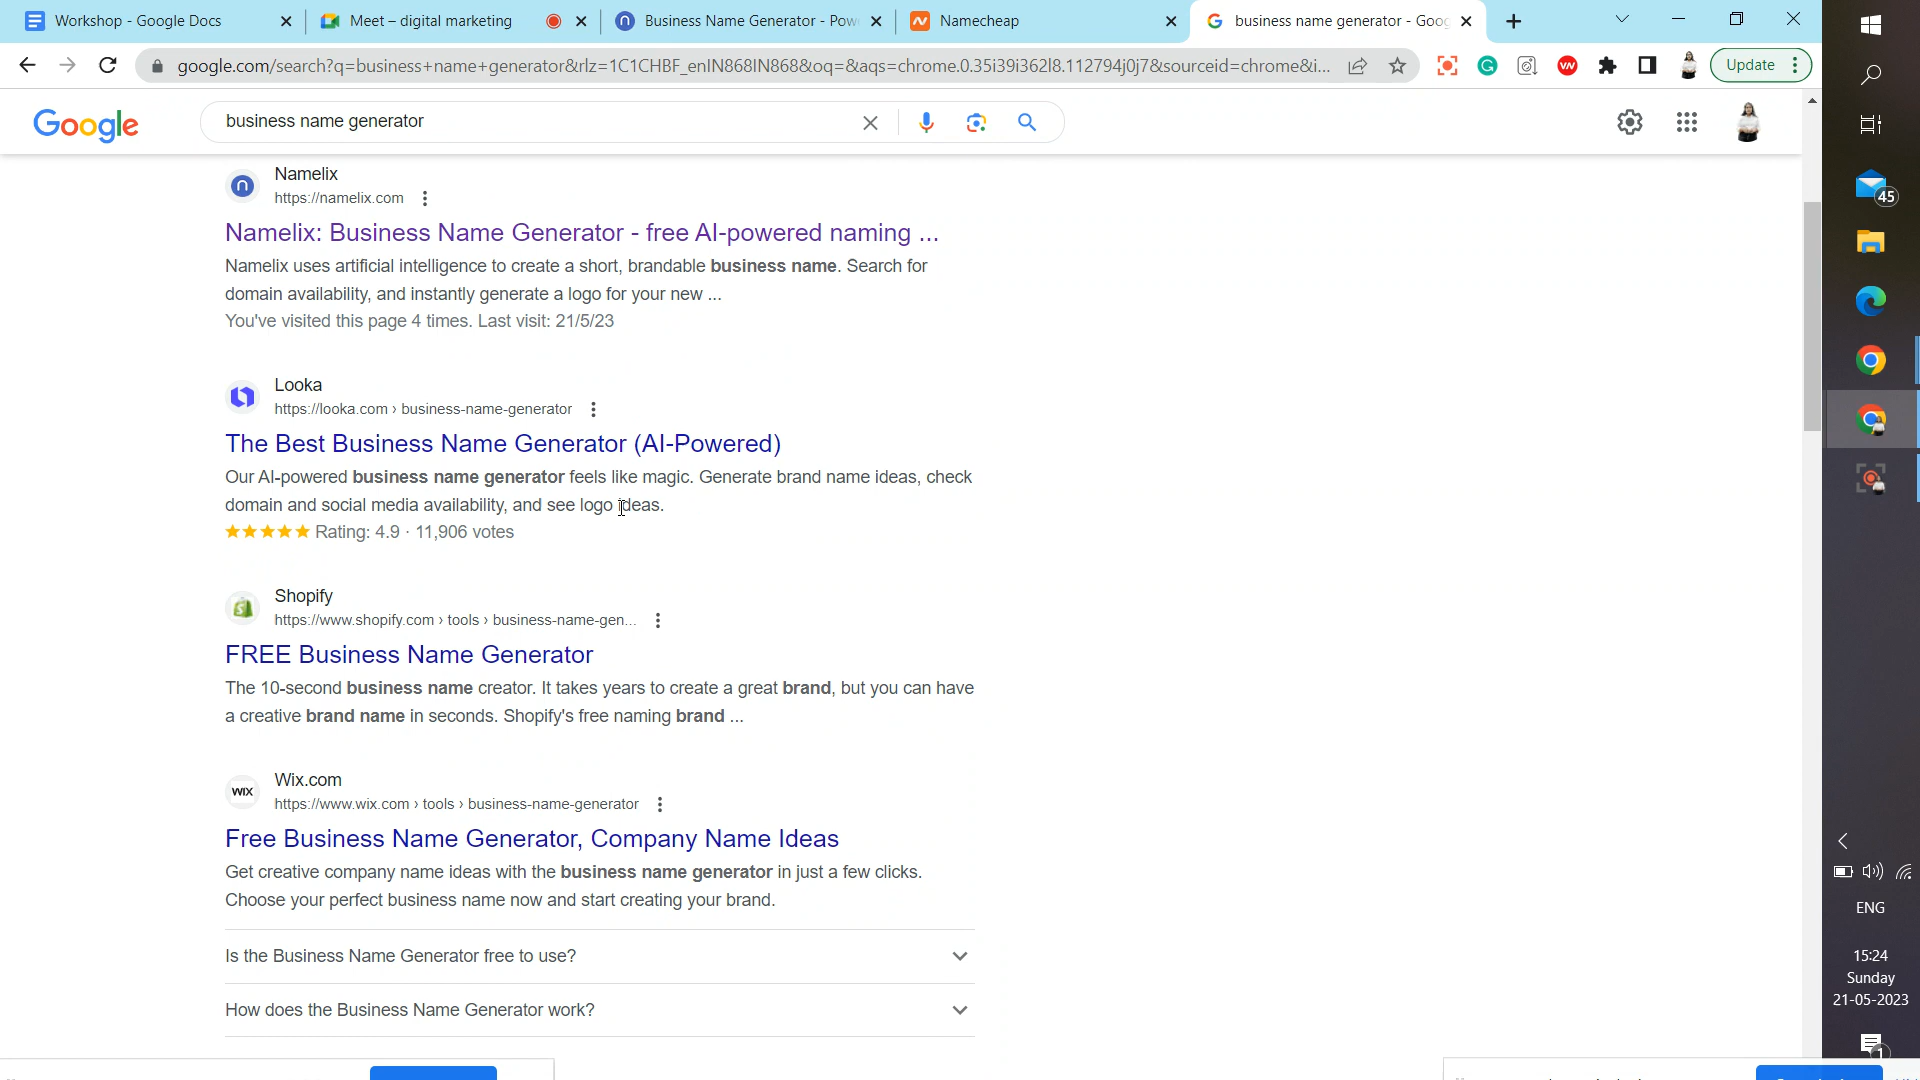 Workshop - Google Docs
Meet – digital marketing
Business Name Generator - Pow
Namecheap
business name generator - Goog
google.com/search?q=business+name+generator&rlz=1C1CHBF_enIN868IN868&oq=&aqs=chrome.0.35i39i362l8.112794j0j7&sourceid=chrome&i...
Update
Google
business name generator
Namelix
https://namelix.com
Namelix: Business Name Generator - free AI-powered naming ...
Namelix uses artificial intelligence to create a short, brandable business name. Search for
domain availability, and instantly generate a logo for your new ...
You've visited this page 4 times. Last visit: 21/5/23
Looka
https://looka.com › business-name-generator
The Best Business Name Generator (AI-Powered)
Our AI-powered business name generator feels like magic. Generate brand name ideas, check
domain and social media availability, and see logo ideas.
Rating: 4.9 · 11,906 votes
Shopify
https://www.shopify.com › tools › business-name-gen...
FREE Business Name Generator
The 10-second business name creator. It takes years to create a great brand, but you can have
a creative brand name in seconds. Shopify's free naming brand ...
WIX
Wix.com
https://www.wix.com › tools › business-name-generator
Free Business Name Generator, Company Name Ideas
Get creative company name ideas with the business name generator in just a few clicks.
Choose your perfect business name now and start creating your brand.
Is the Business Name Generator free to use?
How does the Business Name Generator work?
45
ENG
15:24
Sunday
21-05-2023
1